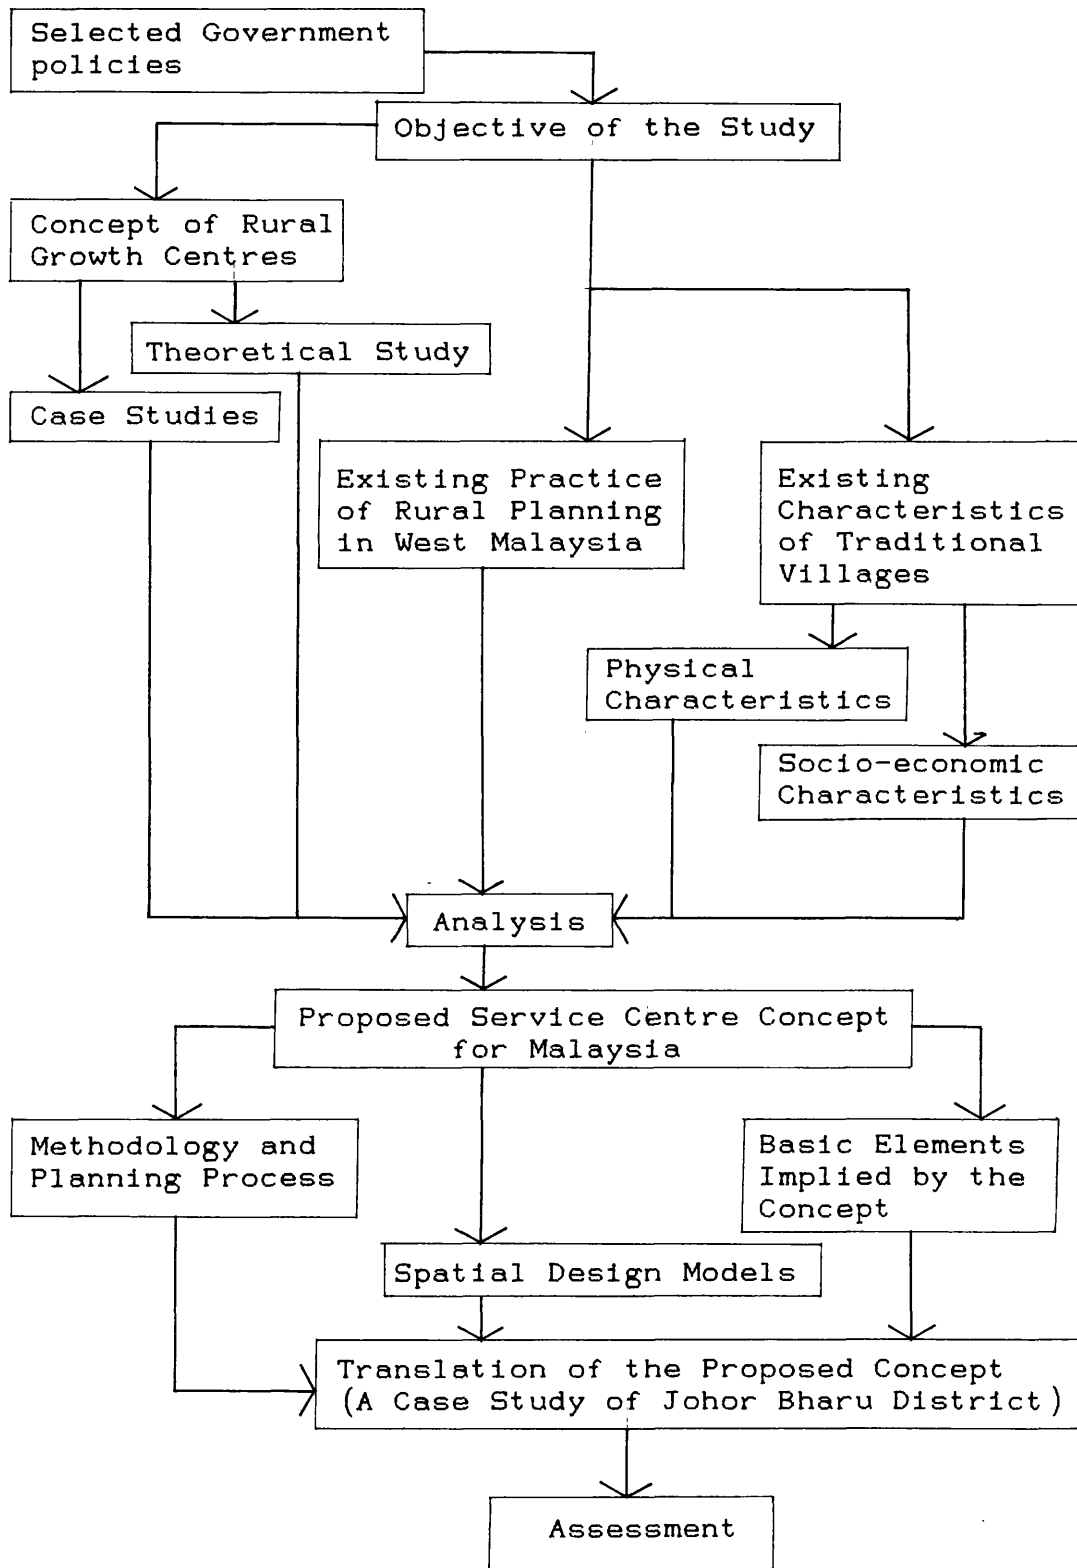 Selected Government
policies
Objective of the Study
Concept of Rural
Growth Centres
Theoretical Study
Case Studies
Existing Practice
of Rural Planning
in West Malaysia
Existing
Characteristics
of Traditional
Villages
Physical
Characteristics
Socio-economic
Characteristics
Analysis
Proposed Service Centre Concept
for Malaysia
Methodology and
Planning Process
Basic Elements
Implied by the
Concept
Spatial Design Models
Translation of the Proposed Concept
(A Case Study of Johor Bharu District)
Assessment